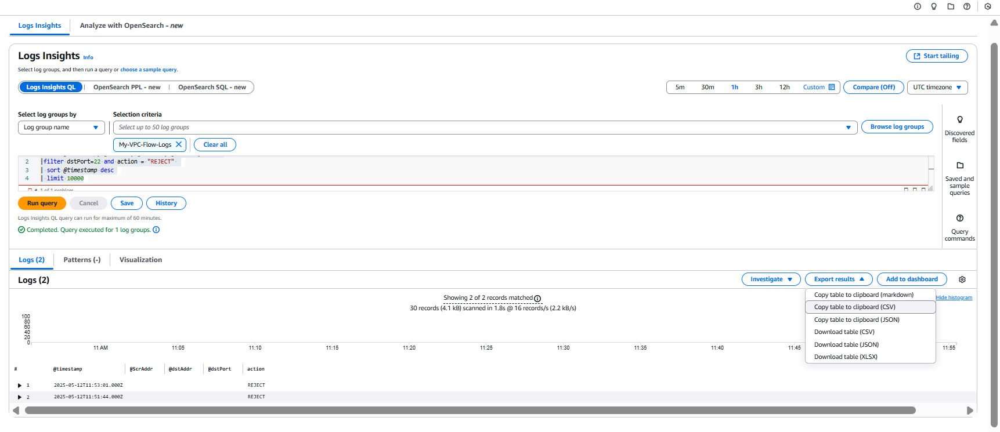 Logs Insights
Analyze with OpenSearch - new
Logs Insights Info
Start tailing
Select log groups, and then run a query or choose a sample query.
Logs Insights QL
OpenSearch PPL - new
OpenSearch SQL - new
5m 30m 1h 3h 12h Custom
Compare (Off)
UTC timezone
Select log groups by
Selection criteria
Log group name
Select up to 50 log groups
Browse log groups
My-VPC-Flow-Logs
Clear all
Discovered fields
2 |filter dstPort=22 and action = "REJECT"
3 | sort @timestamp desc
4 | limit 10000
1 of 1 problem
Saved and sample queries
Run query
Cancel
Save
History
Logs Insights QL query can run for maximum of 60 minutes.
Completed. Query executed for 1 log groups.
Query commands
Logs (2)
Patterns (-)
Visualization
Logs (2)
Investigate
Export results
Add to dashboard
Showing 2 of 2 records matched
30 records (4.1 kB) scanned in 1.8s @ 16 records/s (2.2 kB/s)
Hide histogram
Copy table to clipboard (markdown)
Copy table to clipboard (CSV)
Copy table to clipboard (JSON)
Download table (CSV)
Download table (JSON)
Download table (XLSX)
100
80
60
40
20
0
11 AM 11:05 11:10 11:15 11:20 11:25 11:30 11:35 11:40 11:45 11:55
# @timestamp @ScrAddr @dstAddr @dstPort action
1 2025-05-12T11:53:01.000Z REJECT
2 2025-05-12T11:51:44.000Z REJECT